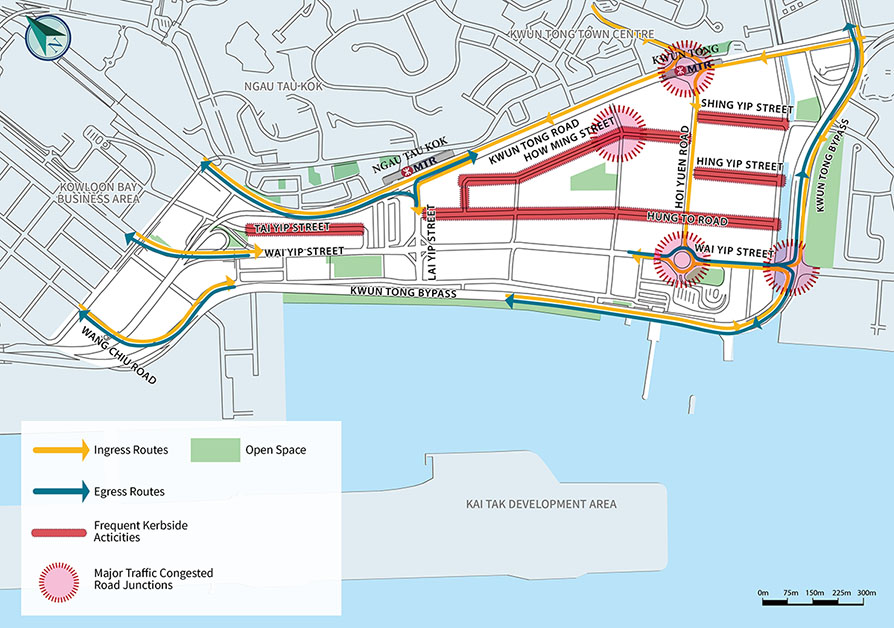 N
KWUN TONG TOWN CENTRE
KWUN TONG
MTR
NGAU TAU KOK
SHING YIP STREET
KWUN TONG ROAD
HOW MING STREET
NGAU TAU KOK
MTR
HOI YUEN ROAD
HING YIP STREET
KWUN TONG BYPASS
KOWLOON BAY
BUSINESS AREA
TAI YIP STREET
LAI YIP STREET
HUNG TO ROAD
WAI YIP STREET
WAI YIP STREET
KWUN TONG BYPASS
WANG CHIU ROAD
Ingress Routes
Open Space
Egress Routes
Frequent Kerbside
Acticities
Major Traffic Congested
Road Junctions
KAI TAK DEVELOPMENT AREA
0m 75m 150m 225m 300m